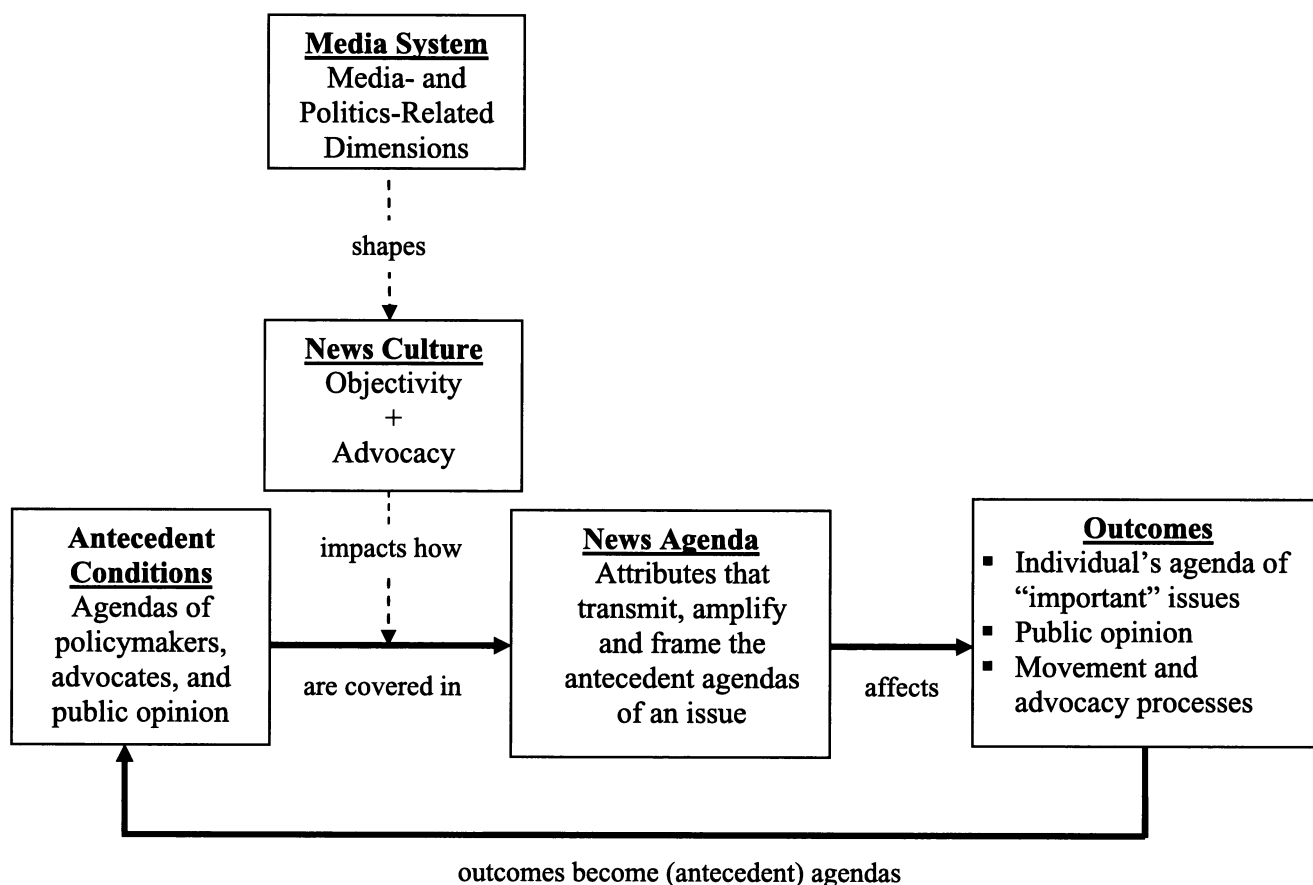 Media System
Media- and
Politics-Related
Dimensions
shapes
News Culture
Objectivity
+
Advocacy
impacts how
Antecedent
Conditions
Agendas of
policymakers,
advocates, and
public opinion
are covered in
News Agenda
Attributes that
transmit, amplify
and frame the
antecedent agendas
of an issue
affects
Outcomes
▪ Individual’s agenda of
“important” issues
▪ Public opinion
▪ Movement and
advocacy processes
outcomes become (antecedent) agendas